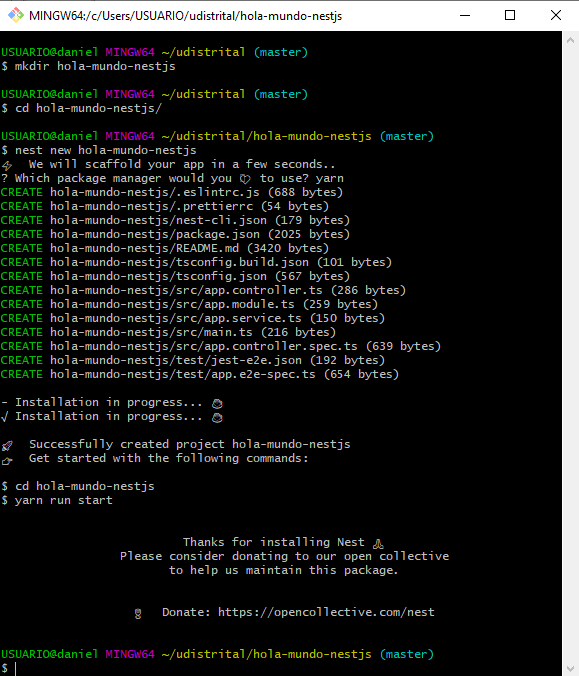 MINGW64:/c/Users/USUARIO/udistrital/hola-mundo-nestjs
USUARIO@daniel MINGW64 ~/udistrital (master)
$ mkdir hola-mundo-nestjs
USUARIO@daniel MINGW64 ~/udistrital (master)
$ cd hola-mundo-nestjs/
USUARIO@daniel MINGW64 ~/udistrital/hola-mundo-nestjs (master)
$ nest new hola-mundo-nestjs
⚡  We will scaffold your app in a few seconds..
? Which package manager would you 💔 to use? yarn
CREATE hola-mundo-nestjs/.eslintrc.js (688 bytes)
CREATE hola-mundo-nestjs/.prettierrc (54 bytes)
CREATE hola-mundo-nestjs/nest-cli.json (179 bytes)
CREATE hola-mundo-nestjs/package.json (2025 bytes)
CREATE hola-mundo-nestjs/README.md (3420 bytes)
CREATE hola-mundo-nestjs/tsconfig.build.json (101 bytes)
CREATE hola-mundo-nestjs/tsconfig.json (567 bytes)
CREATE hola-mundo-nestjs/src/app.controller.ts (286 bytes)
CREATE hola-mundo-nestjs/src/app.module.ts (259 bytes)
CREATE hola-mundo-nestjs/src/app.service.ts (150 bytes)
CREATE hola-mundo-nestjs/src/main.ts (216 bytes)
CREATE hola-mundo-nestjs/src/app.controller.spec.ts (639 bytes)
CREATE hola-mundo-nestjs/test/jest-e2e.json (192 bytes)
CREATE hola-mundo-nestjs/test/app.e2e-spec.ts (654 bytes)
- Installation in progress... ☕
√ Installation in progress... ☕
🚀  Successfully created project hola-mundo-nestjs
👉  Get started with the following commands:
$ cd hola-mundo-nestjs
$ yarn run start
Thanks for installing Nest 🙏
Please consider donating to our open collective
to help us maintain this package.
🍷  Donate: https://opencollective.com/nest
USUARIO@daniel MINGW64 ~/udistrital/hola-mundo-nestjs (master)
$